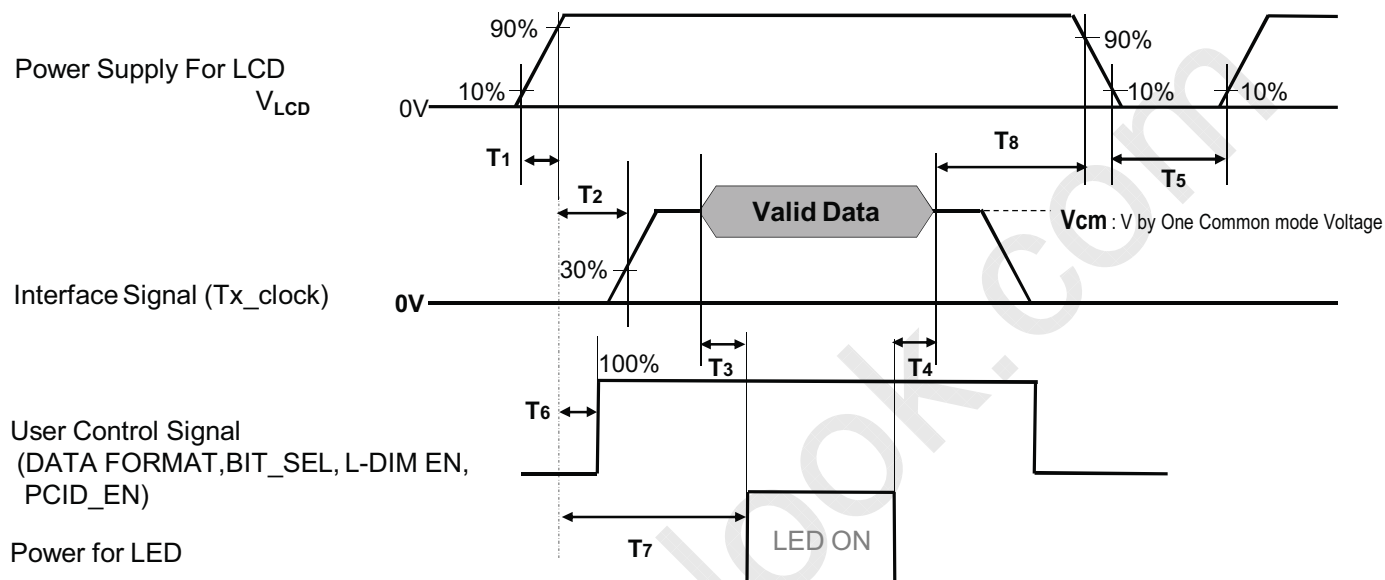 90%
90%
Power Supply For LCD
VLCD
10%
10%
10%
0V
T1
T8
T5
T2
Valid Data
Vcm : V by One Common mode Voltage
30%
Interface Signal (Tx_clock)
0V
T3
T4
100%
T6
User Control Signal
(DATA FORMAT,BIT_SEL, L-DIM EN,
PCID_EN)
T7
LED ON
Power for LED
look.com